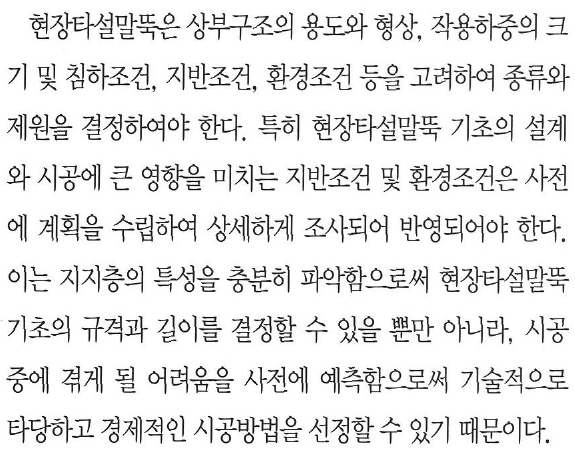 현장타설말뚝은 상부구조의 용도와 형상, 작용하중의 크
기 및 침하조건, 지반조건, 환경조건 등을 고려하여 종류와
제원을 결정하여야 한다. 특히 현장타설말뚝 기초의 설계
와 시공에 큰 영향을 미치는 지반조건 및 환경조건은 사전
에 계획을 수립하여 상세하게 조사되어 반영되어야 한다.
이는 지지층의 특성을 충분히 파악함으로써 현장타설말뚝
기초의 규격과 길이를 결정할 수 있을 뿐만 아니라, 시공
중에 겪게 될 어려움을 사전에 예측함으로써 기술적으로
타당하고 경제적인 시공방법을 선정할 수 있기 때문이다.